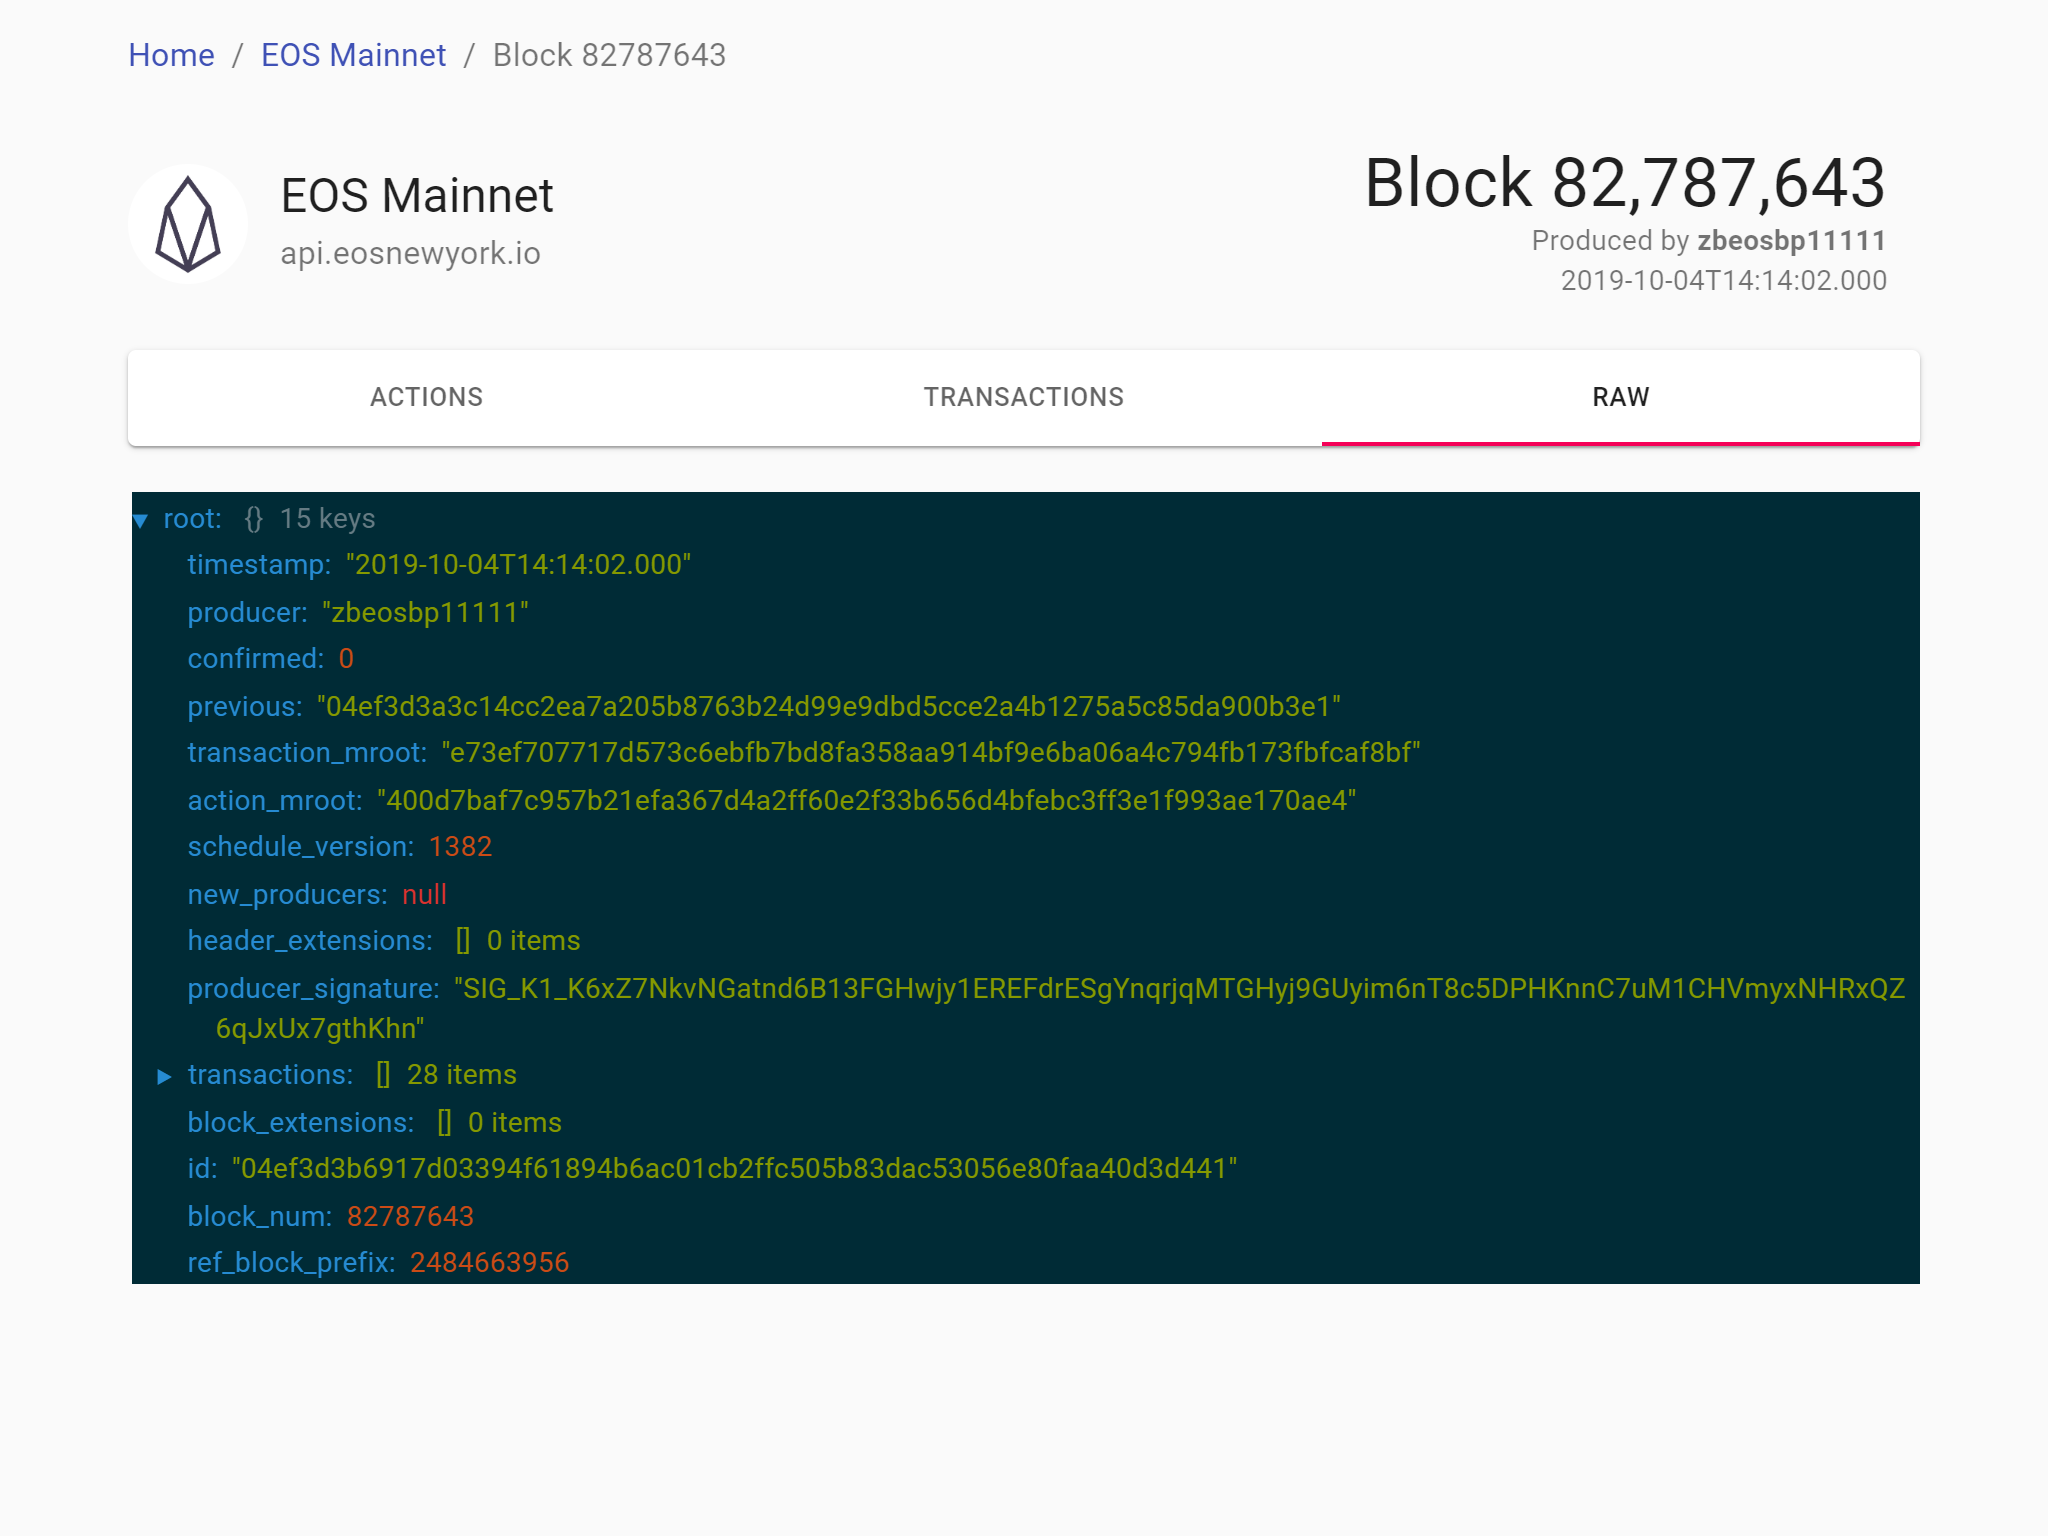 Home / EOS Mainnet / Block 82787643
EOS Mainnet
api.eosnewyork.io
Block 82,787,643
Produced by zbeosbp11111
2019-10-04T14:14:02.000
ACTIONS
TRANSACTIONS
RAW
▼ root: {} 15 keys
timestamp: "2019-10-04T14:14:02.000"
producer: "zbeosbp11111"
confirmed: 0
previous: "04ef3d3a3c14cc2ea7a205b8763b24d99e9dbd5cce2a4b1275a5c85da900b3e1"
transaction_mroot: "e73ef707717d573c6ebfb7bd8fa358aa914bf9e6ba06a4c794fb173fbfcaf8bf"
action_mroot: "400d7baf7c957b21efa367d4a2ff60e2f33b656d4bfebc3ff3e1f993ae170ae4"
schedule_version: 1382
new_producers: null
header_extensions: [] 0 items
producer_signature: "SIG_K1_K6xZ7NkvNGatnd6B13FGHwjy1EREFdrESgYnqrjqMTGHyj9GUyim6nT8c5DPHKnnC7uM1CHVmyxNHRxQZ
6qJxUx7gthKhn"
▶ transactions: [] 28 items
block_extensions: [] 0 items
id: "04ef3d3b6917d03394f61894b6ac01cb2ffc505b83dac53056e80faa40d3d441"
block_num: 82787643
ref_block_prefix: 2484663956